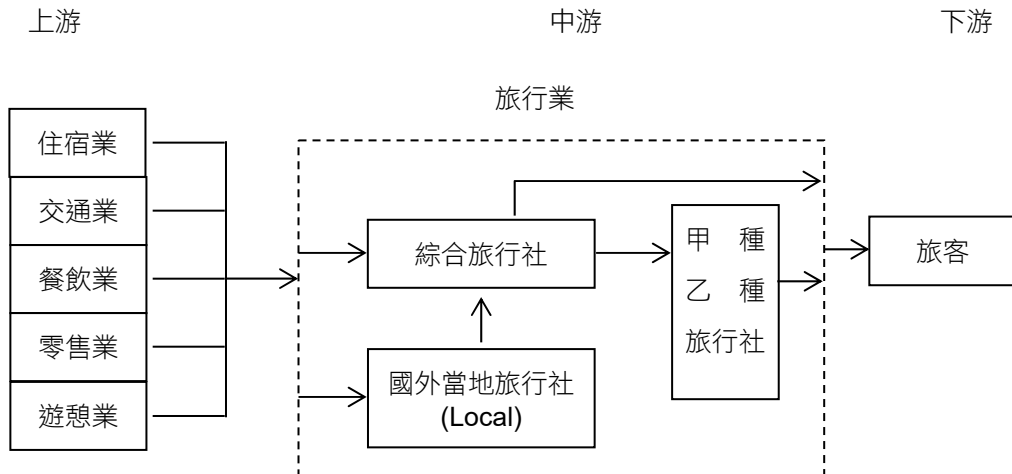 上游
中游
下游
旅行業
住宿業
交通業
餐飲業
零售業
遊憩業
綜合旅行社
國外當地旅行社
(Local)
甲　種
乙　種
旅行社
旅客